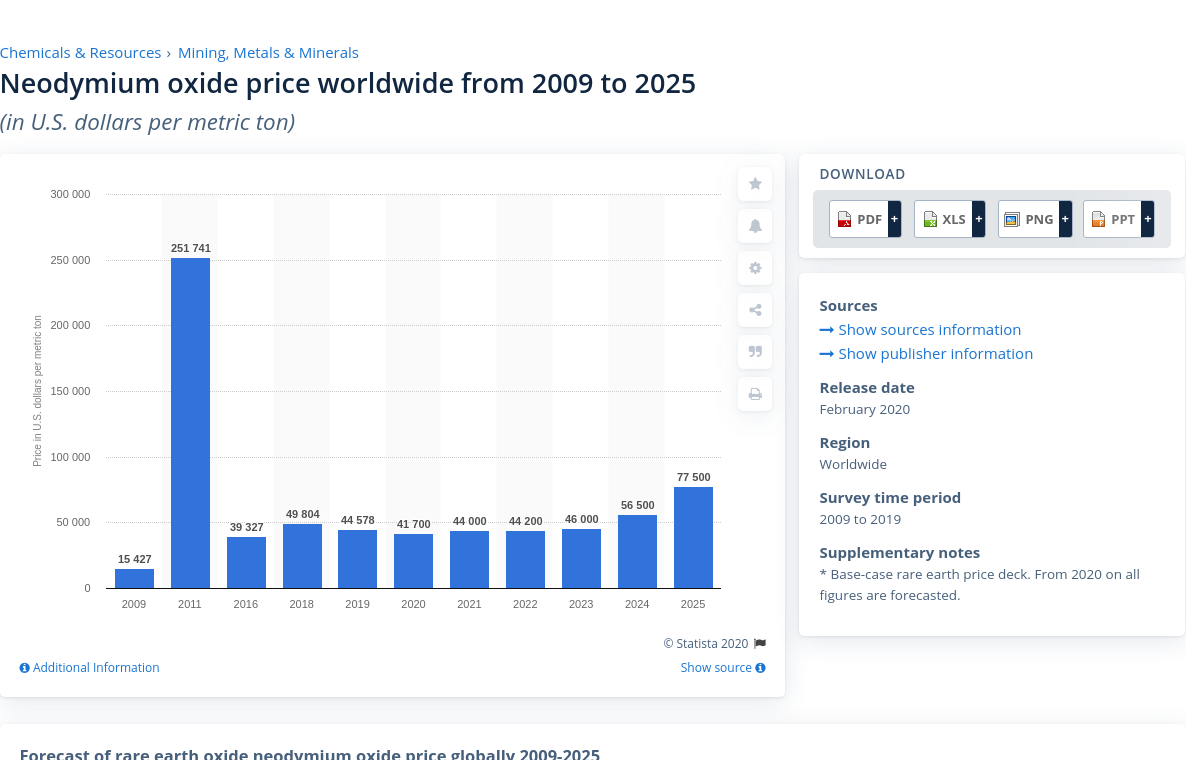 Chemicals & Resources › Mining, Metals & Minerals
Neodymium oxide price worldwide from 2009 to 2025
(in U.S. dollars per metric ton)
Price in U.S. dollars per metric ton
300 000
250 000
200 000
150 000
100 000
50 000
0
15 427
251 741
39 327
49 804
44 578
41 700
44 000
44 200
46 000
56 500
77 500
2009 2011 2016 2018 2019 2020 2021 2022 2023 2024 2025
© Statista 2020
Additional Information
Show source
DOWNLOAD
PDF + XLS + PNG + PPT +
Sources
Show sources information
Show publisher information
Release date
February 2020
Region
Worldwide
Survey time period
2009 to 2019
Supplementary notes
* Base-case rare earth price deck. From 2020 on all
figures are forecasted.
Forecast of rare earth oxide neodymium oxide price globally 2009-2025